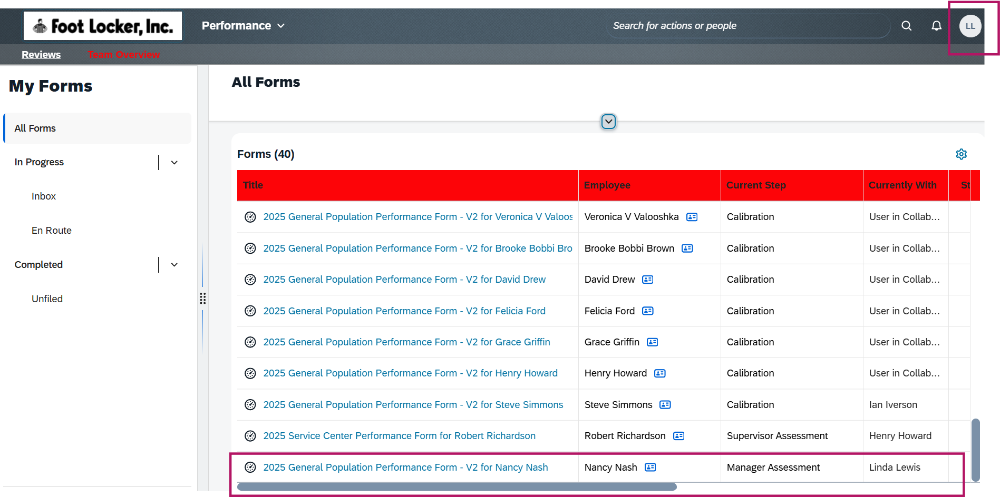 Foot Locker, Inc.
Performance
Search for actions or people
LL
Reviews Team Overview
My Forms
All Forms
In Progress
Inbox
En Route
Completed
Unfiled
All Forms
Forms (40)
Title Employee Current Step Currently With St
2025 General Population Performance Form - V2 for Veronica V Valoos Veronica V Valooshka Calibration User in Collab...
2025 General Population Performance Form - V2 for Brooke Bobbi Bro Brooke Bobbi Brown Calibration User in Collab...
2025 General Population Performance Form - V2 for David Drew David Drew Calibration User in Collab...
2025 General Population Performance Form - V2 for Felicia Ford Felicia Ford Calibration User in Collab...
2025 General Population Performance Form - V2 for Grace Griffin Grace Griffin Calibration User in Collab...
2025 General Population Performance Form - V2 for Henry Howard Henry Howard Calibration User in Collab...
2025 General Population Performance Form - V2 for Steve Simmons Steve Simmons Calibration Ian Iverson
2025 Service Center Performance Form for Robert Richardson Robert Richardson Supervisor Assessment Henry Howard
2025 General Population Performance Form - V2 for Nancy Nash Nancy Nash Manager Assessment Linda Lewis